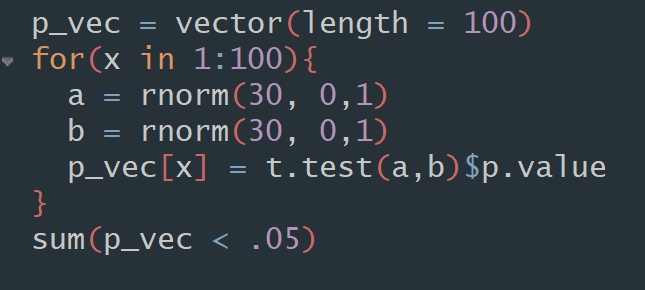 p_vec = vector(length = 100)
for(x in 1:100){
  a = rnorm(30, 0,1)
  b = rnorm(30, 0,1)
  p_vec[x] = t.test(a,b)$p.value
}
sum(p_vec < .05)